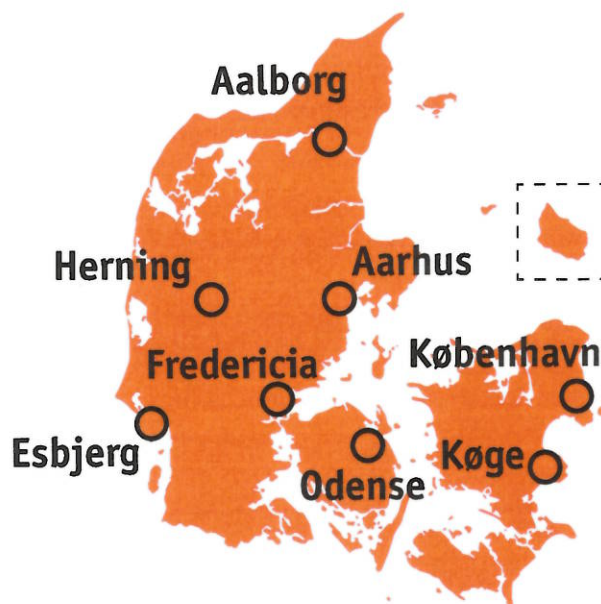 Aalborg
Herning
Aarhus
Fredericia
København
Esbjerg
Odense
Køge